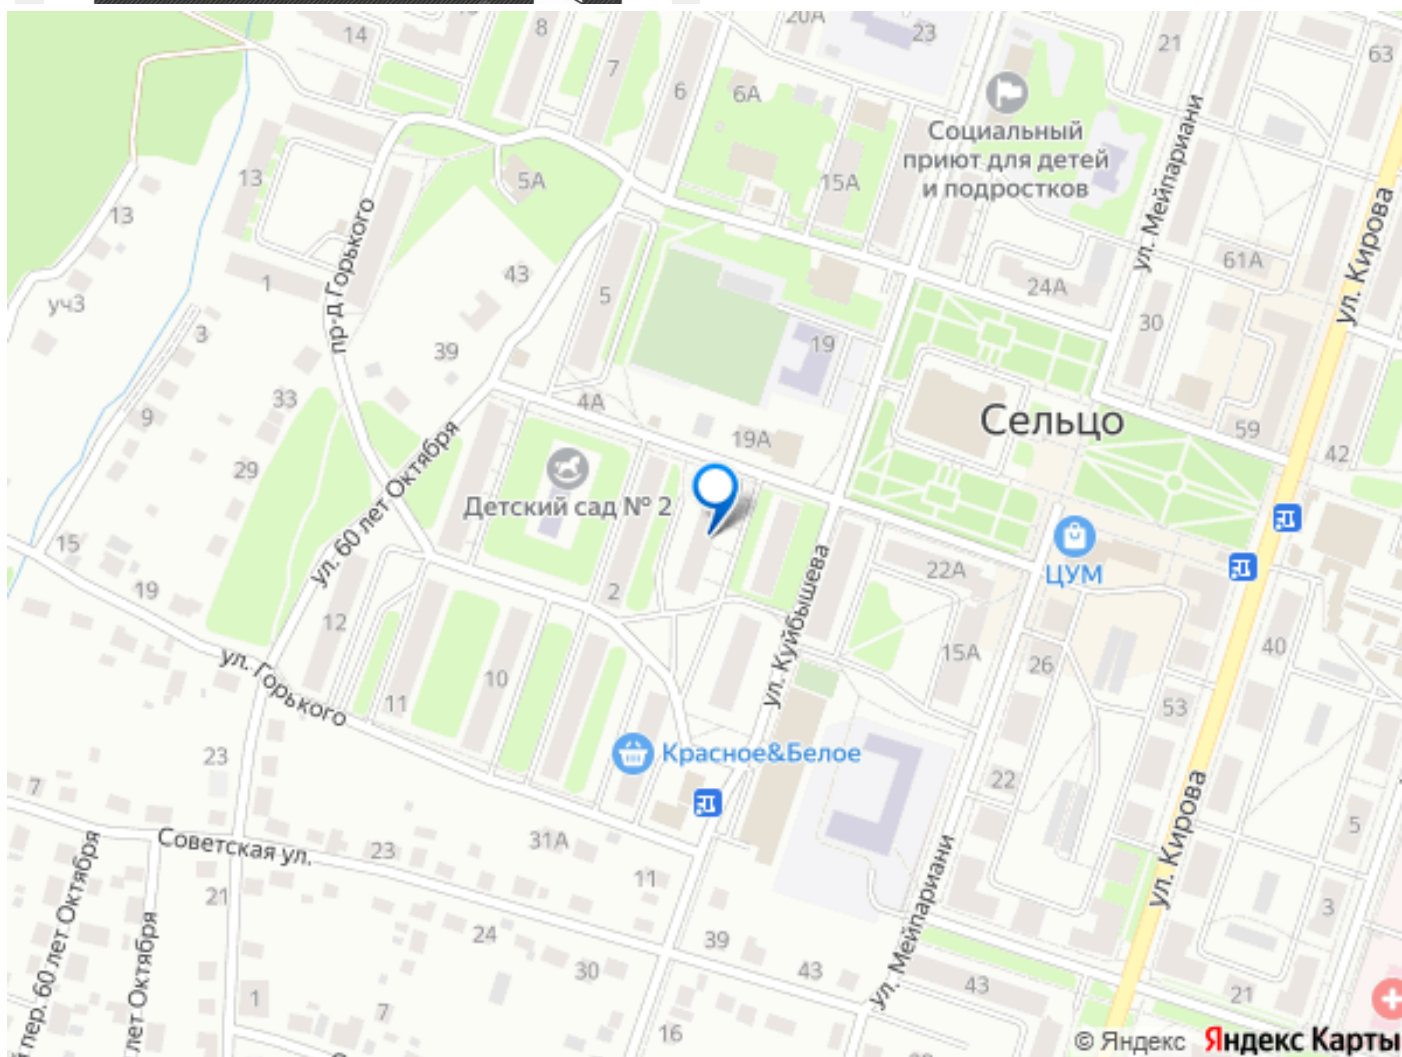 20А
23
21
63
14
8
7
6
6А
Социальный
приют для детей
и подростков
15А
5А
13
13
ул. Мейпариани
ул. Кирова
пр-д Горького
61А
24А
30
43
5
1
уч3
3
39
19
33
9
4А
19А
Сельцо
59
42
29
ул. 60 лет Октября
Детский сад № 2
ЦУМ
22А
15
19
2
12
ул. Куйбышева
15А
26
40
ул. Горького
10
11
53
23
Красное&Белое
22
7
5
Советская ул.
23
31А
11
ул. Кирова
ул. Мейпариани
21
3
пер. 60 лет Октября
лет Октября
24
39
30
43
43
21
1
7
16
© Яндекс Яндекс Карты